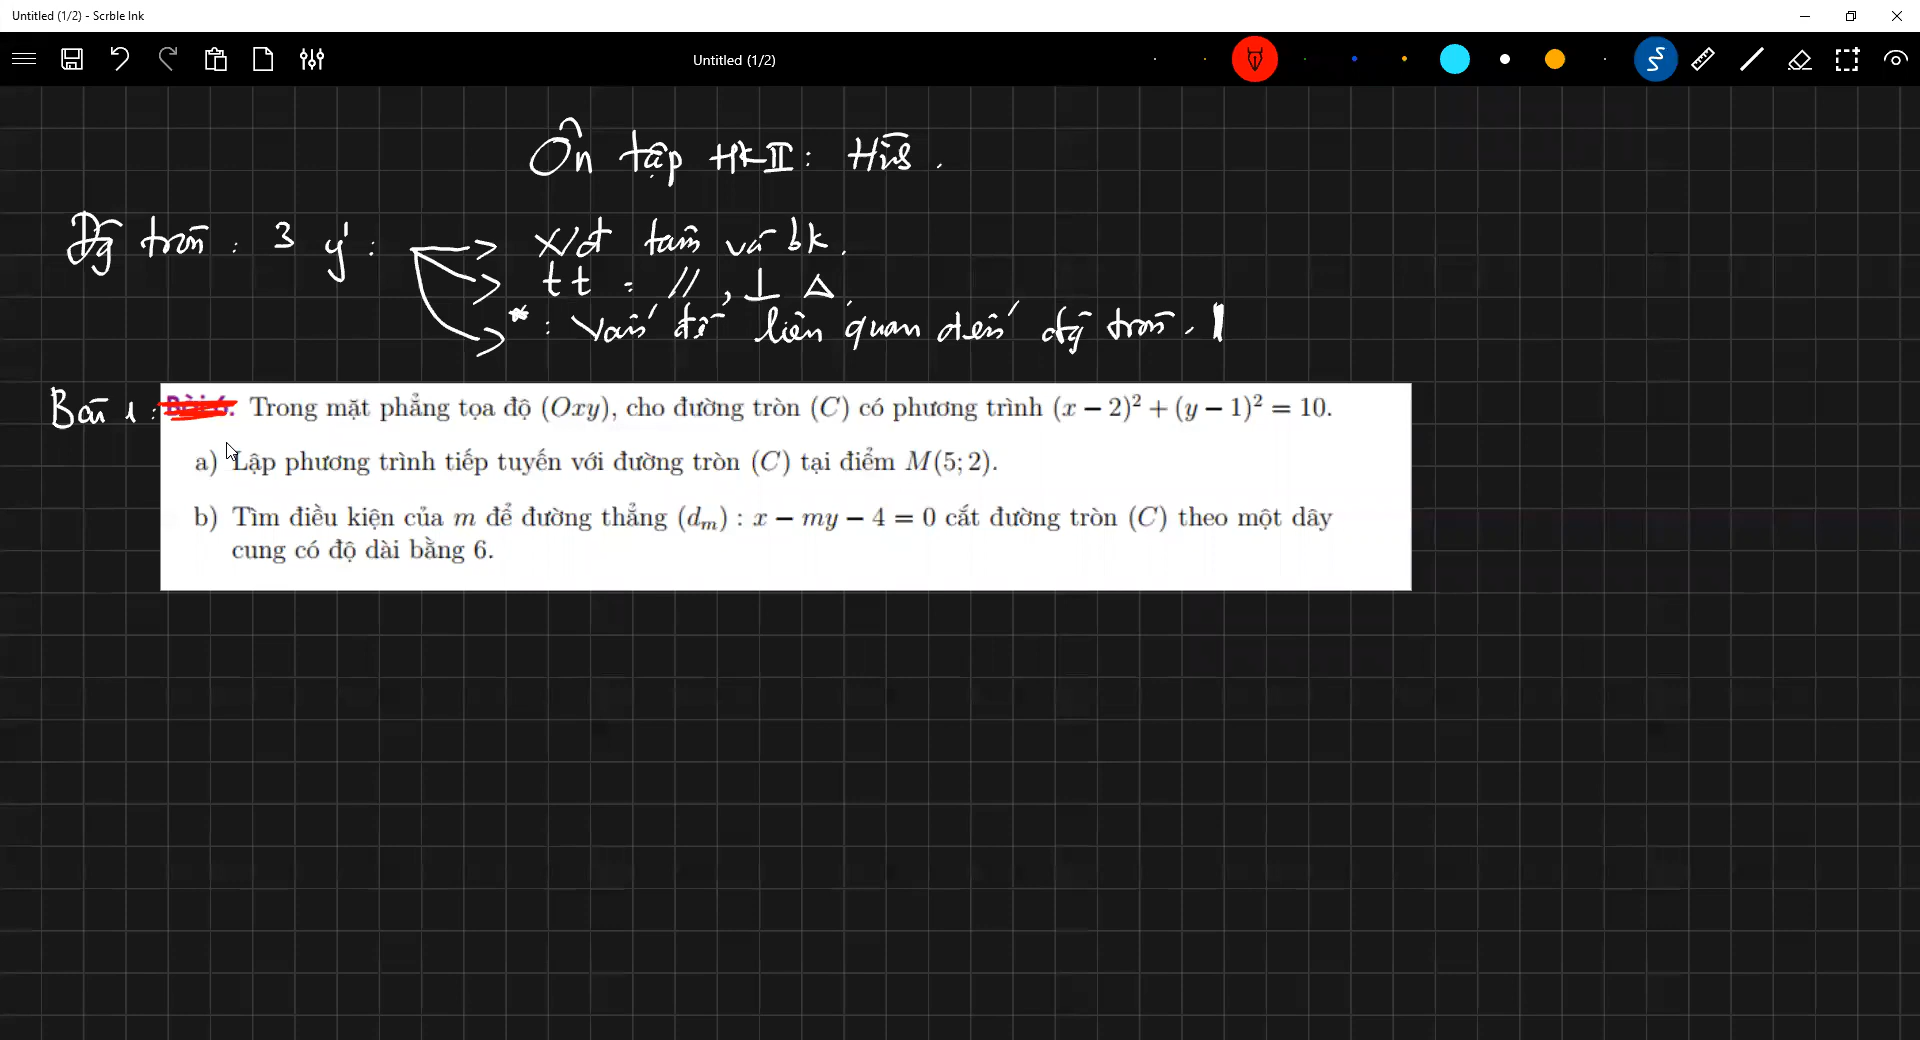 Untitled (1/2) - Scrble Ink
Untitled (1/2)
Ôn tập HKII: Hình.
Đg tròn: 3 ý:
x/đ tâm và bk.
tt: //, ⊥ Δ.
*: vấn đề liên quan đến đg tròn.
Bài 1:
Trong mặt phẳng tọa độ (Oxy), cho đường tròn (C) có phương trình (x − 2)² + (y − 1)² = 10.
a) Lập phương trình tiếp tuyến với đường tròn (C) tại điểm M(5; 2).
b) Tìm điều kiện của m để đường thẳng (dₘ) : x − my − 4 = 0 cắt đường tròn (C) theo một dây
cung có độ dài bằng 6.